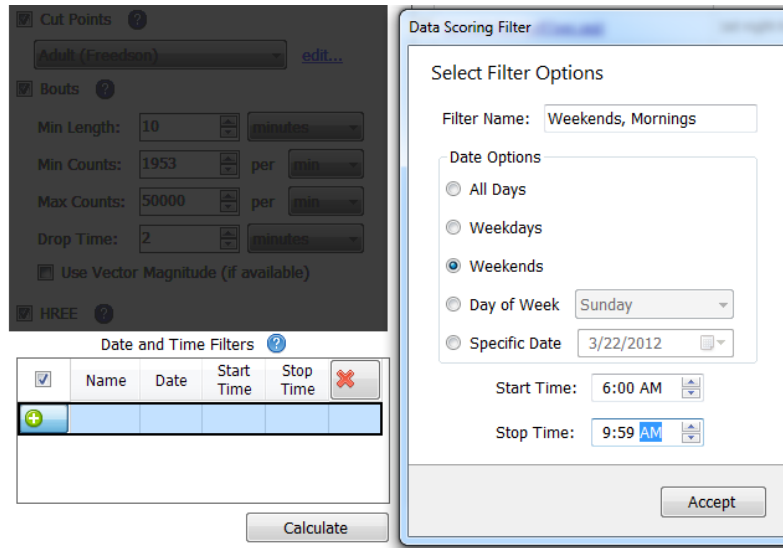 Cut Points ?
Adult (Freedson) edit...
Bouts ?
Min Length: 10 minutes
Min Counts: 1953 per min
Max Counts: 50000 per min
Drop Time: 2 minutes
Use Vector Magnitude (if available)
HREE ?
Date and Time Filters ?
Name Date Start Time Stop Time
Calculate
Data Scoring Filter
Select Filter Options
Filter Name: Weekends, Mornings
Date Options
All Days
Weekdays
Weekends
Day of Week Sunday
Specific Date 3/22/2012
Start Time: 6:00 AM
Stop Time: 9:59 AM
Accept